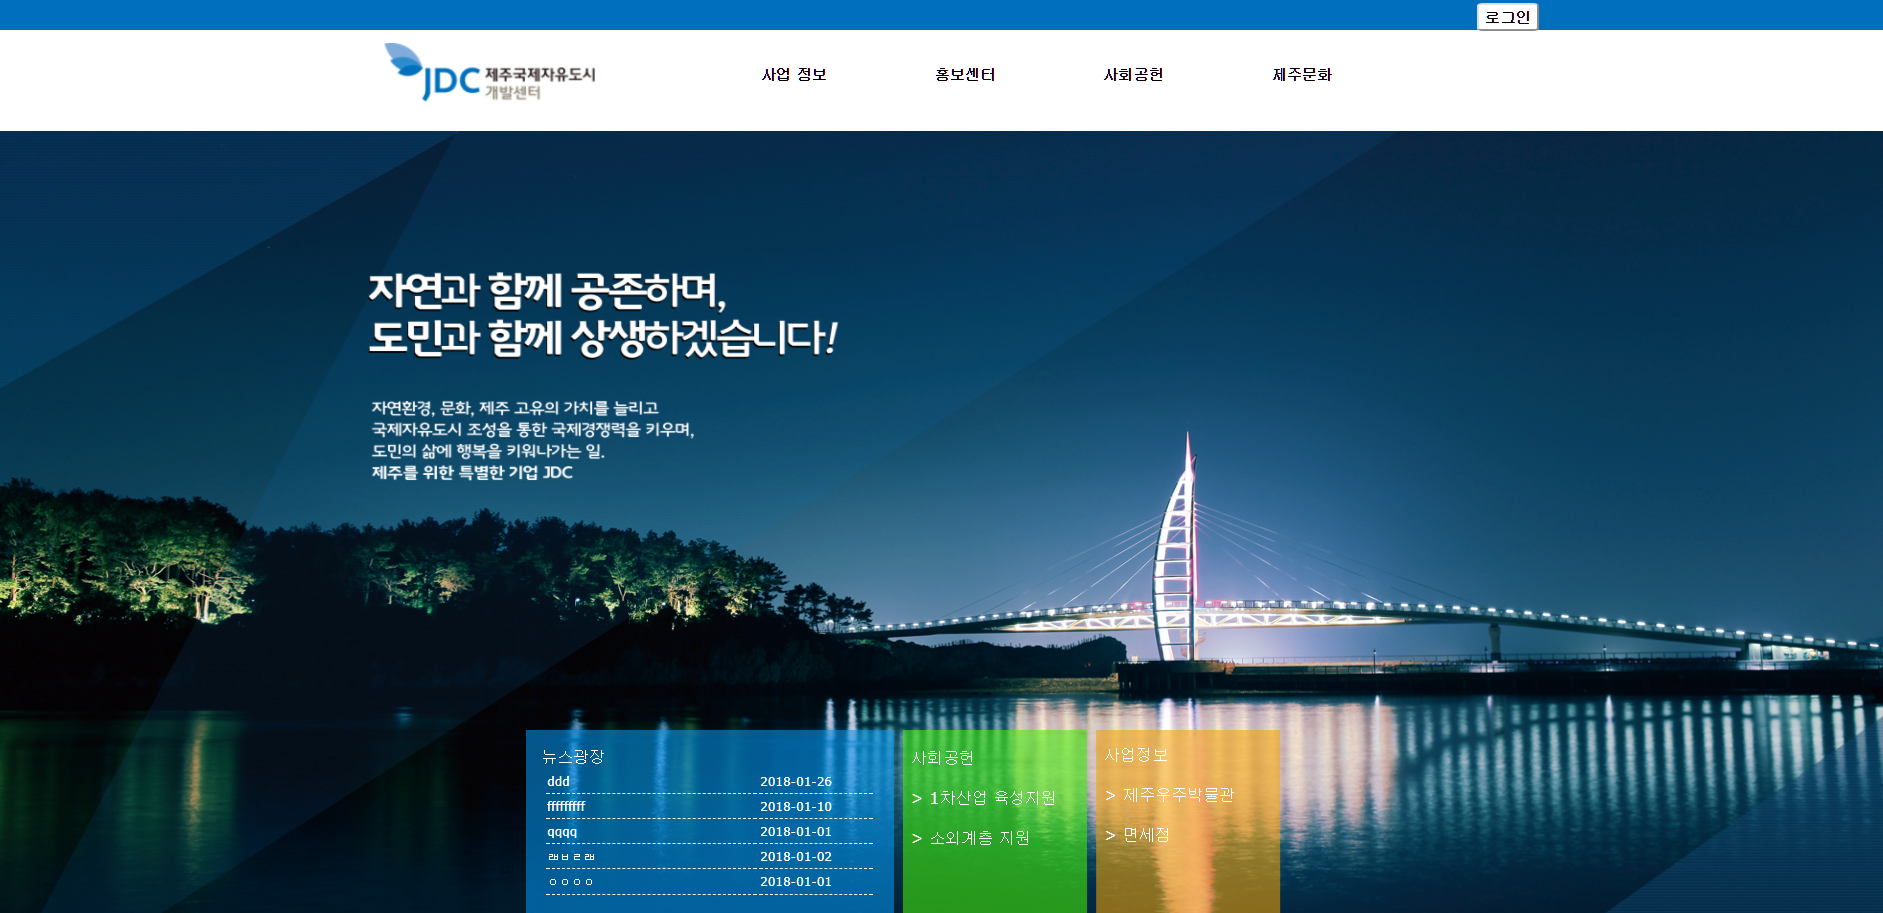 로그인
JDC 제주국제자유도시
개발센터
사업 정보 홍보센터 사회공헌 제주문화
자연과 함께 공존하며,
도민과 함께 상생하겠습니다!
자연환경, 문화, 제주 고유의 가치를 늘리고
국제자유도시 조성을 통한 국제경쟁력을 키우며,
도민의 삶에 행복을 키워나가는 일.
제주를 위한 특별한 기업 JDC
뉴스광장
ddd 2018-01-26
fffffffff 2018-01-10
qqqq 2018-01-01
2018-01-02
ㅇㅇㅇㅇ 2018-01-01
사회공헌
> 1차산업 육성지원
> 소외계층 지원
사업정보
> 제주우주박물관
> 면세점